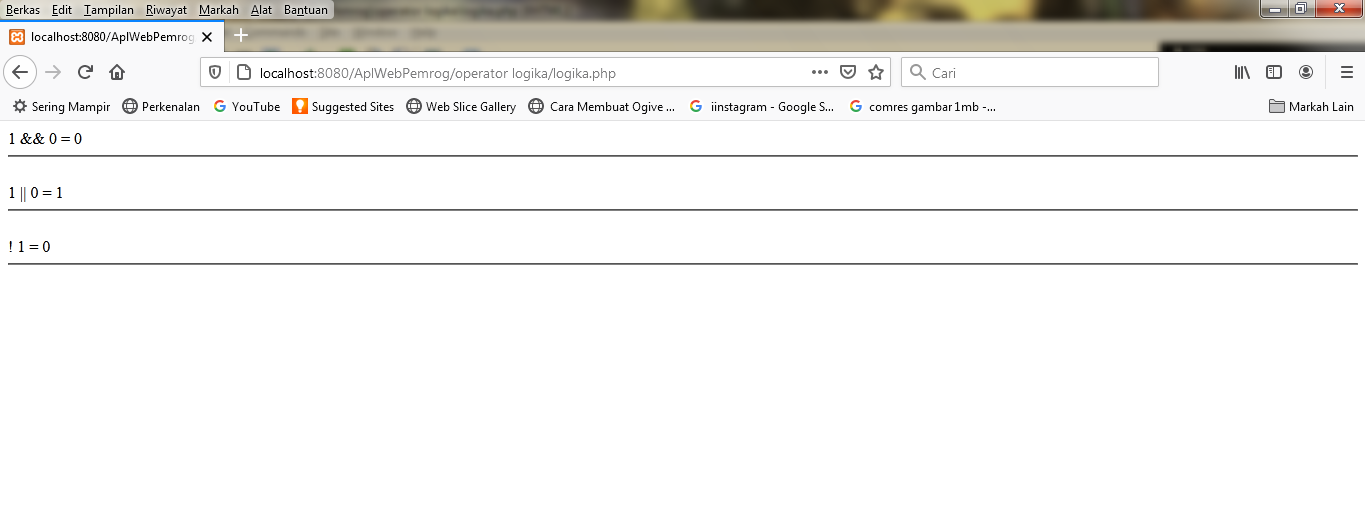 Berkas Edit Tampilan Riwayat Markah Alat Bantuan
localhost:8080/AplWebPemrog
localhost:8080/AplWebPemrog/operator logika/logika.php Cari
Sering Mampir Perkenalan YouTube Suggested Sites Web Slice Gallery Cara Membuat Ogive ... iinstagram - Google S... comres gambar 1mb -... Markah Lain
1 && 0 = 0
1 || 0 = 1
! 1 = 0